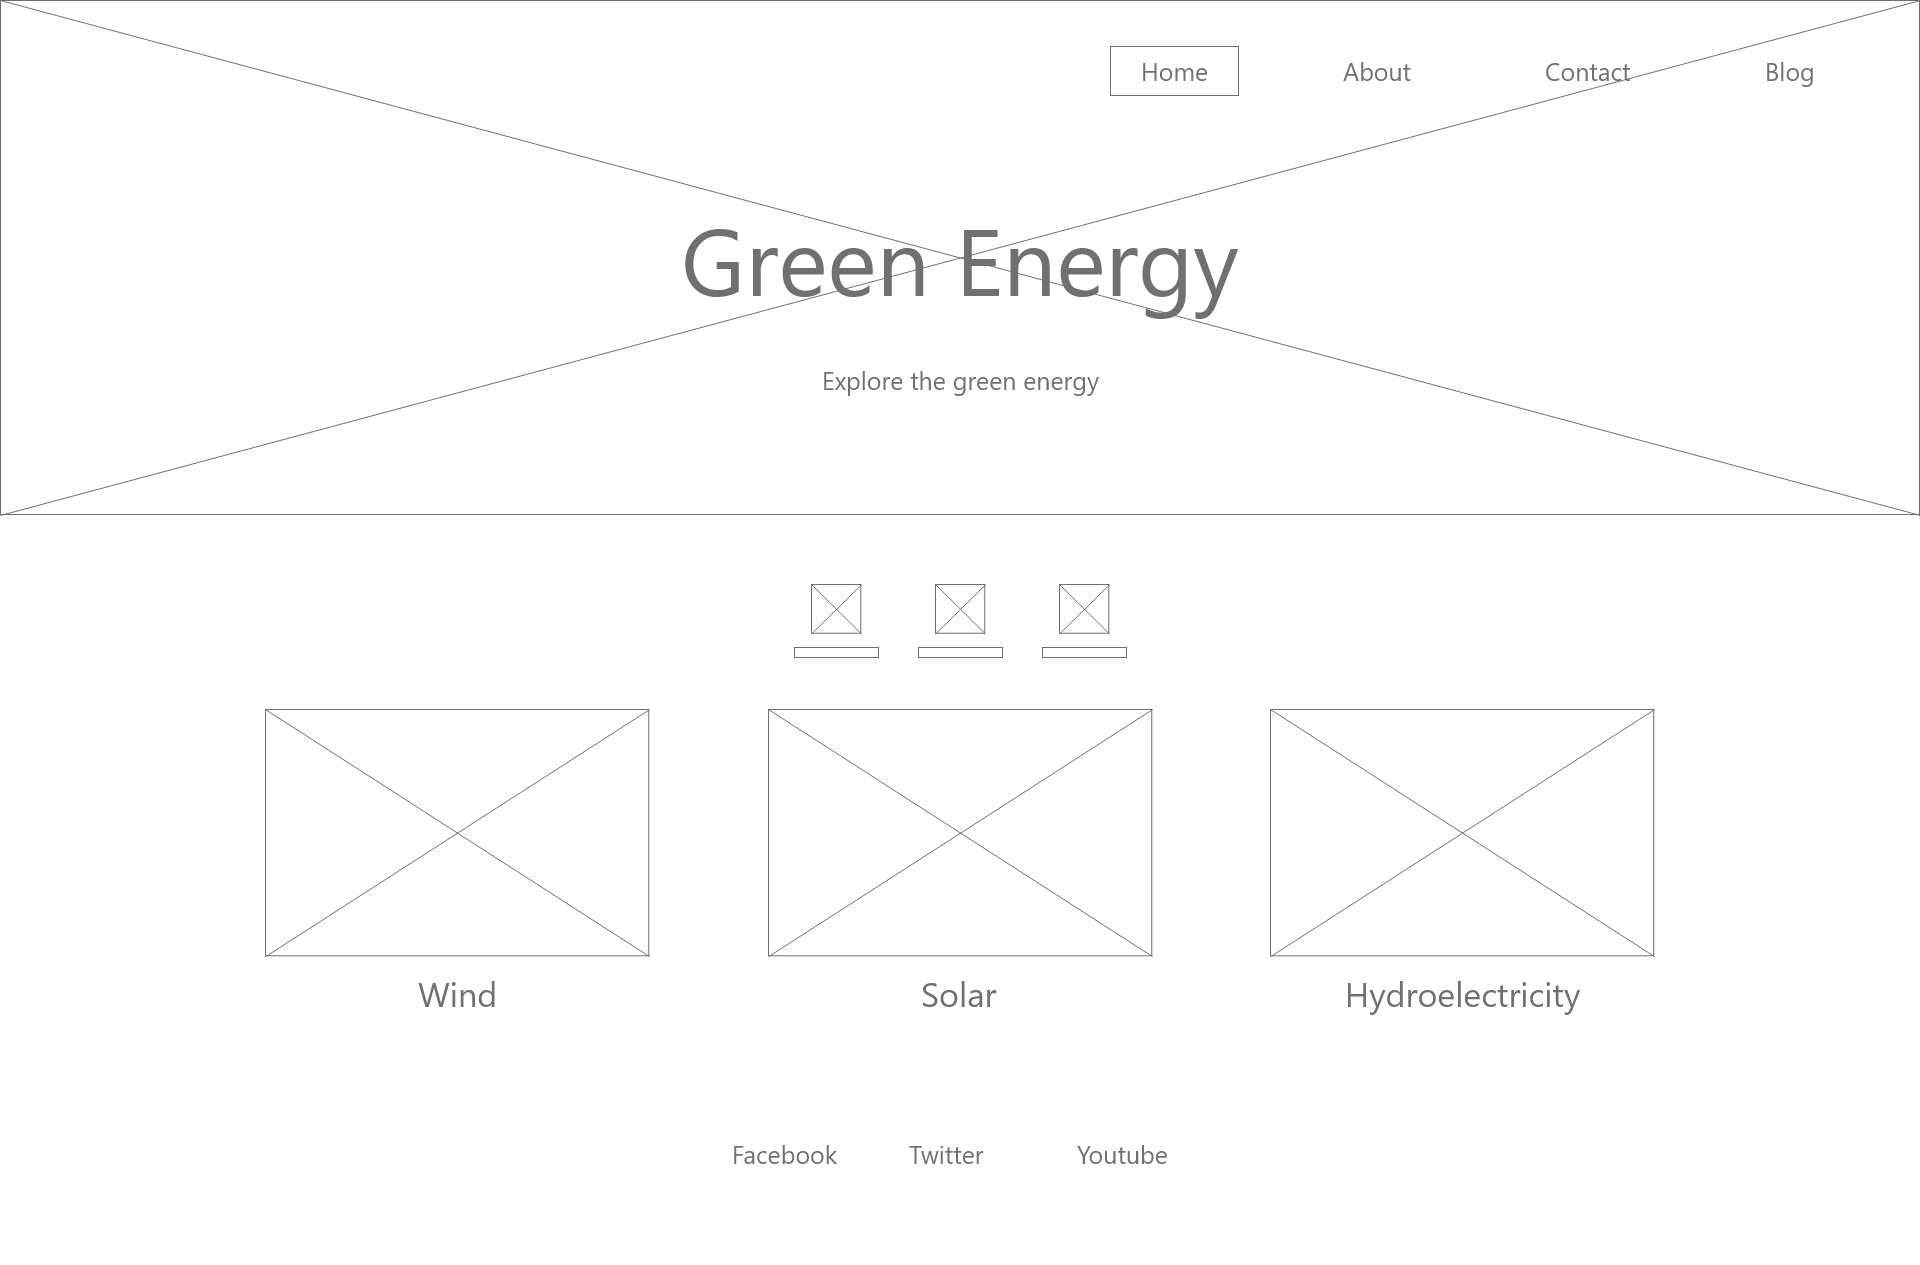 Home About Contact Blog
Green Energy
Explore the green energy
Wind Solar Hydroelectricity
Facebook Twitter Youtube